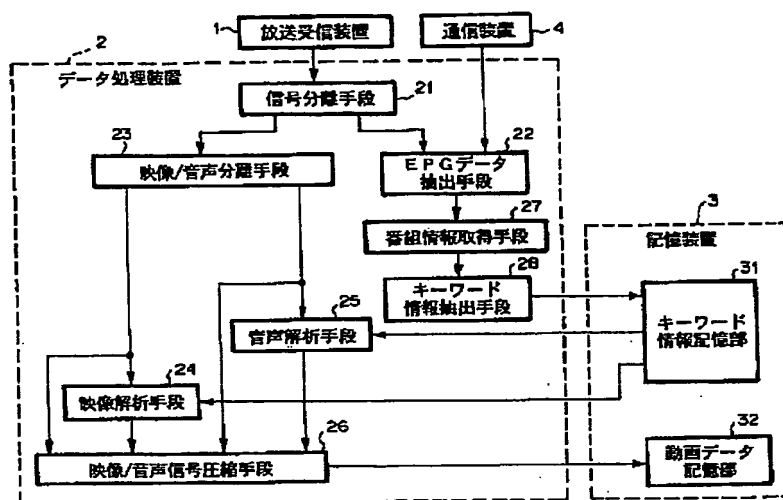 1
放送受信装置
通信装置
4
2
データ処理装置
21
信号分離手段
23
映像/音声分離手段
22
EPGデータ
抽出手段
27
番組情報取得手段
28
キーワード
情報抽出手段
3
記憶装置
31
キーワード
情報記憶部
25
音声解析手段
24
映像解析手段
26
映像/音声信号圧縮手段
32
動画データ
記憶部